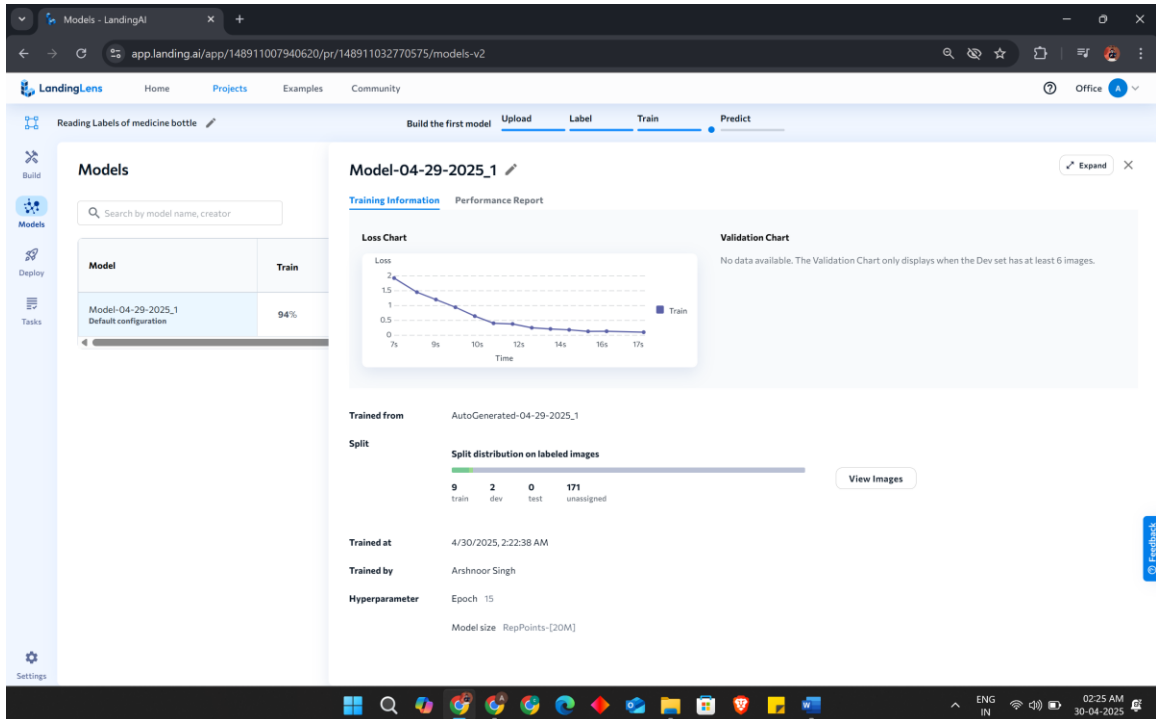 Models - LandingAI
app.landing.ai/app/148911007940620/pr/148911032770575/models-v2
LandingLens Home Projects Examples Community Office A
Reading Labels of medicine bottle Build the first model Upload Label Train Predict
Build
Models
Deploy
Tasks
Settings
Models
Search by model name, creator
Model Train
Model-04-29-2025_1 94%
Default configuration
Model-04-29-2025_1 Expand
Training Information Performance Report
Loss Chart
Loss
2
1.5
1
0.5
0
7s 9s 10s 12s 14s 16s 17s
Time
Train
Validation Chart
No data available. The Validation Chart only displays when the Dev set has at least 6 images.
Trained from AutoGenerated-04-29-2025_1
Split
Split distribution on labeled images
9 2 0 171
train dev test unassigned
View Images
Trained at 4/30/2025, 2:22:38 AM
Trained by Arshnoor Singh
Hyperparameter Epoch 15
Model size RepPoints-[20M]
Feedback
ENG 02:25 AM
IN 30-04-2025